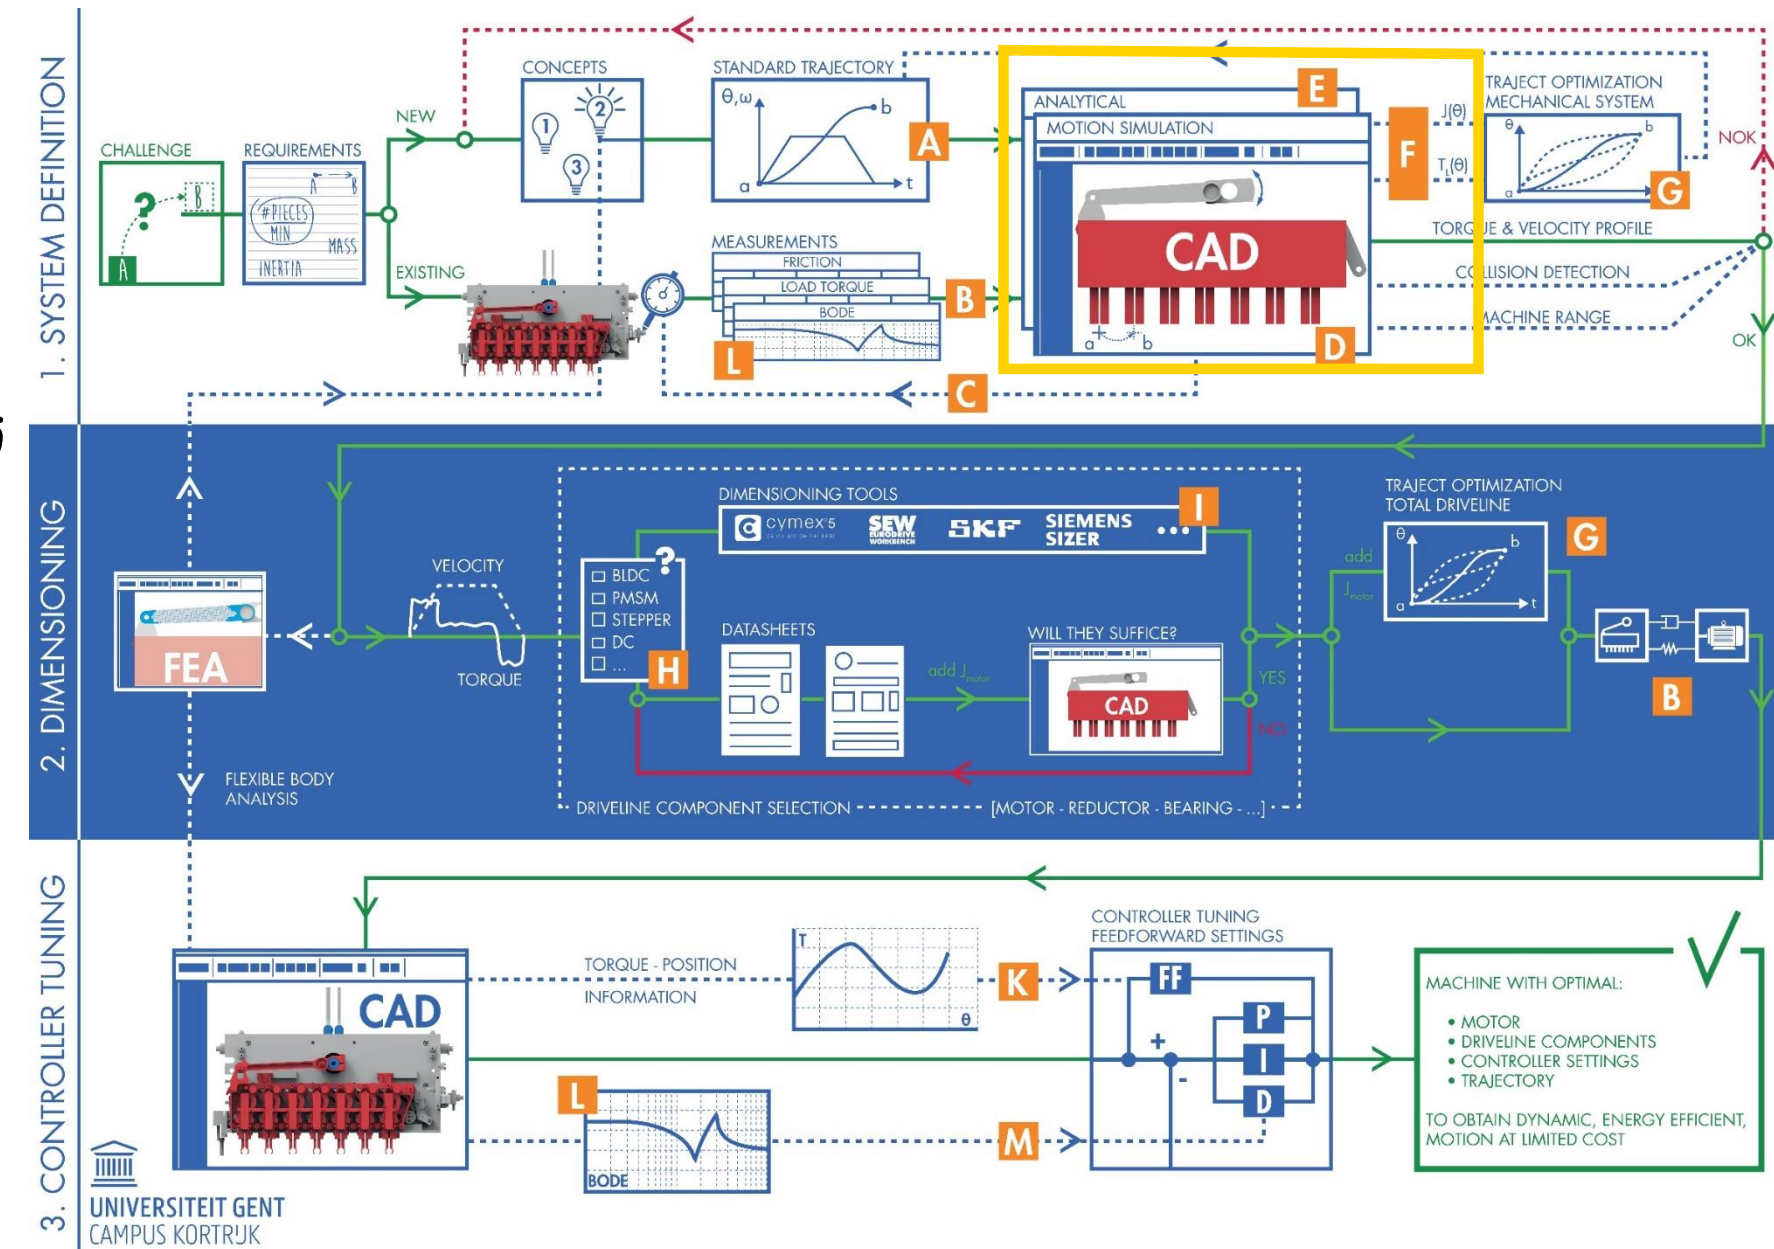 1. SYSTEM DEFINITION
CHALLENGE
?
B
A
REQUIREMENTS
A B
#PIECES
MIN
MASS
INERTIA
NEW
EXISTING
CONCEPTS
1
2
3
STANDARD TRAJECTORY
θ,ω
b
a
t
A
MEASUREMENTS
FRICTION
LOAD TORQUE
BODE
L
B
C
ANALYTICAL
E
MOTION SIMULATION
CAD
a b
D
F
J(θ)
T_L(θ)
TRAJECT OPTIMIZATION
MECHANICAL SYSTEM
θ
b
a
G
NOK
TORQUE & VELOCITY PROFILE
COLLISION DETECTION
MACHINE RANGE
OK
2. DIMENSIONING
FEA
FLEXIBLE BODY
ANALYSIS
VELOCITY
TORQUE
DIMENSIONING TOOLS
I
cymex 5
SEW
EURODRIVE
WORKBENCH
SKF
SIEMENS
SIZER
...
?
BLDC
PMSM
STEPPER
DC
...
H
DATASHEETS
add J motor
WILL THEY SUFFICE?
CAD
YES
NO
DRIVELINE COMPONENT SELECTION
[MOTOR - REDUCTOR - BEARING - ...]
TRAJECT OPTIMIZATION
TOTAL DRIVELINE
add
J motor
θ
b
a
t
G
B
3. CONTROLLER TUNING
CAD
TORQUE - POSITION
INFORMATION
T
θ
K
L
BODE
M
CONTROLLER TUNING
FEEDFORWARD SETTINGS
FF
P
I
D
+
-
MACHINE WITH OPTIMAL:
• MOTOR
• DRIVELINE COMPONENTS
• CONTROLLER SETTINGS
• TRAJECTORY
TO OBTAIN DYNAMIC, ENERGY EFFICIENT,
MOTION AT LIMITED COST
UNIVERSITEIT GENT
CAMPUS KORTRIJK